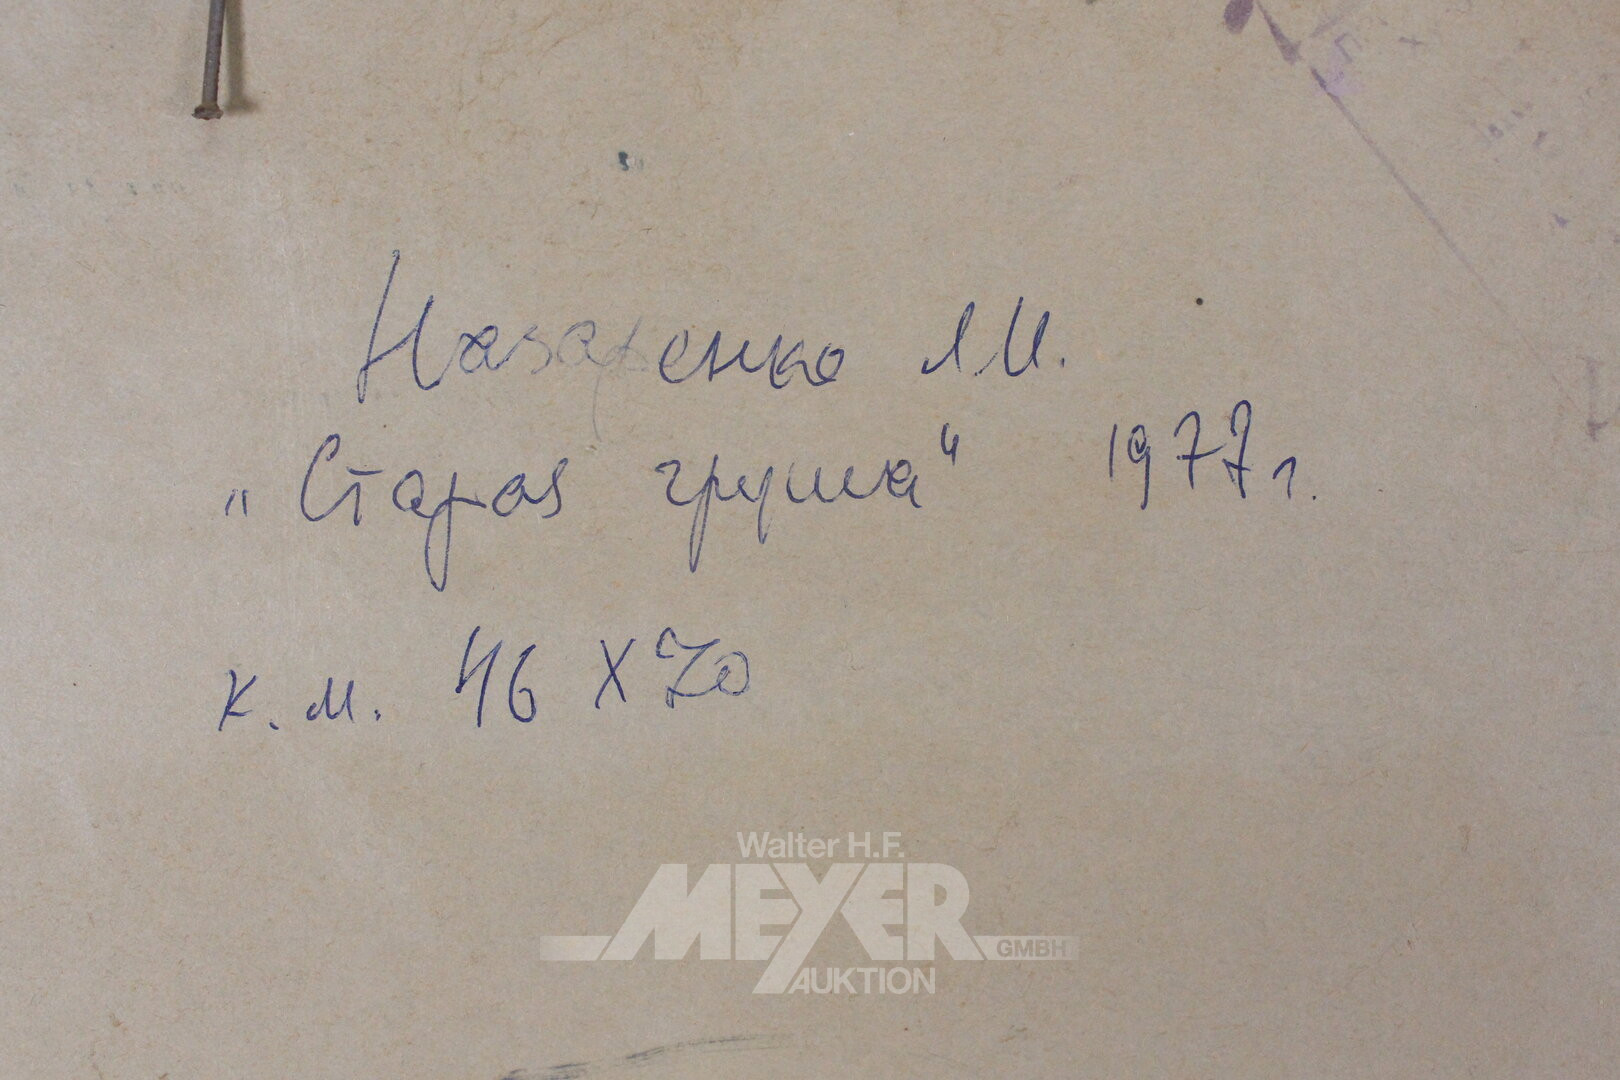 Назаренко Л.И.
„Старая груша“ 1977 г.
к. м. 46 х 70
Walter H.F.
MEYER
GMBH
AUKTION